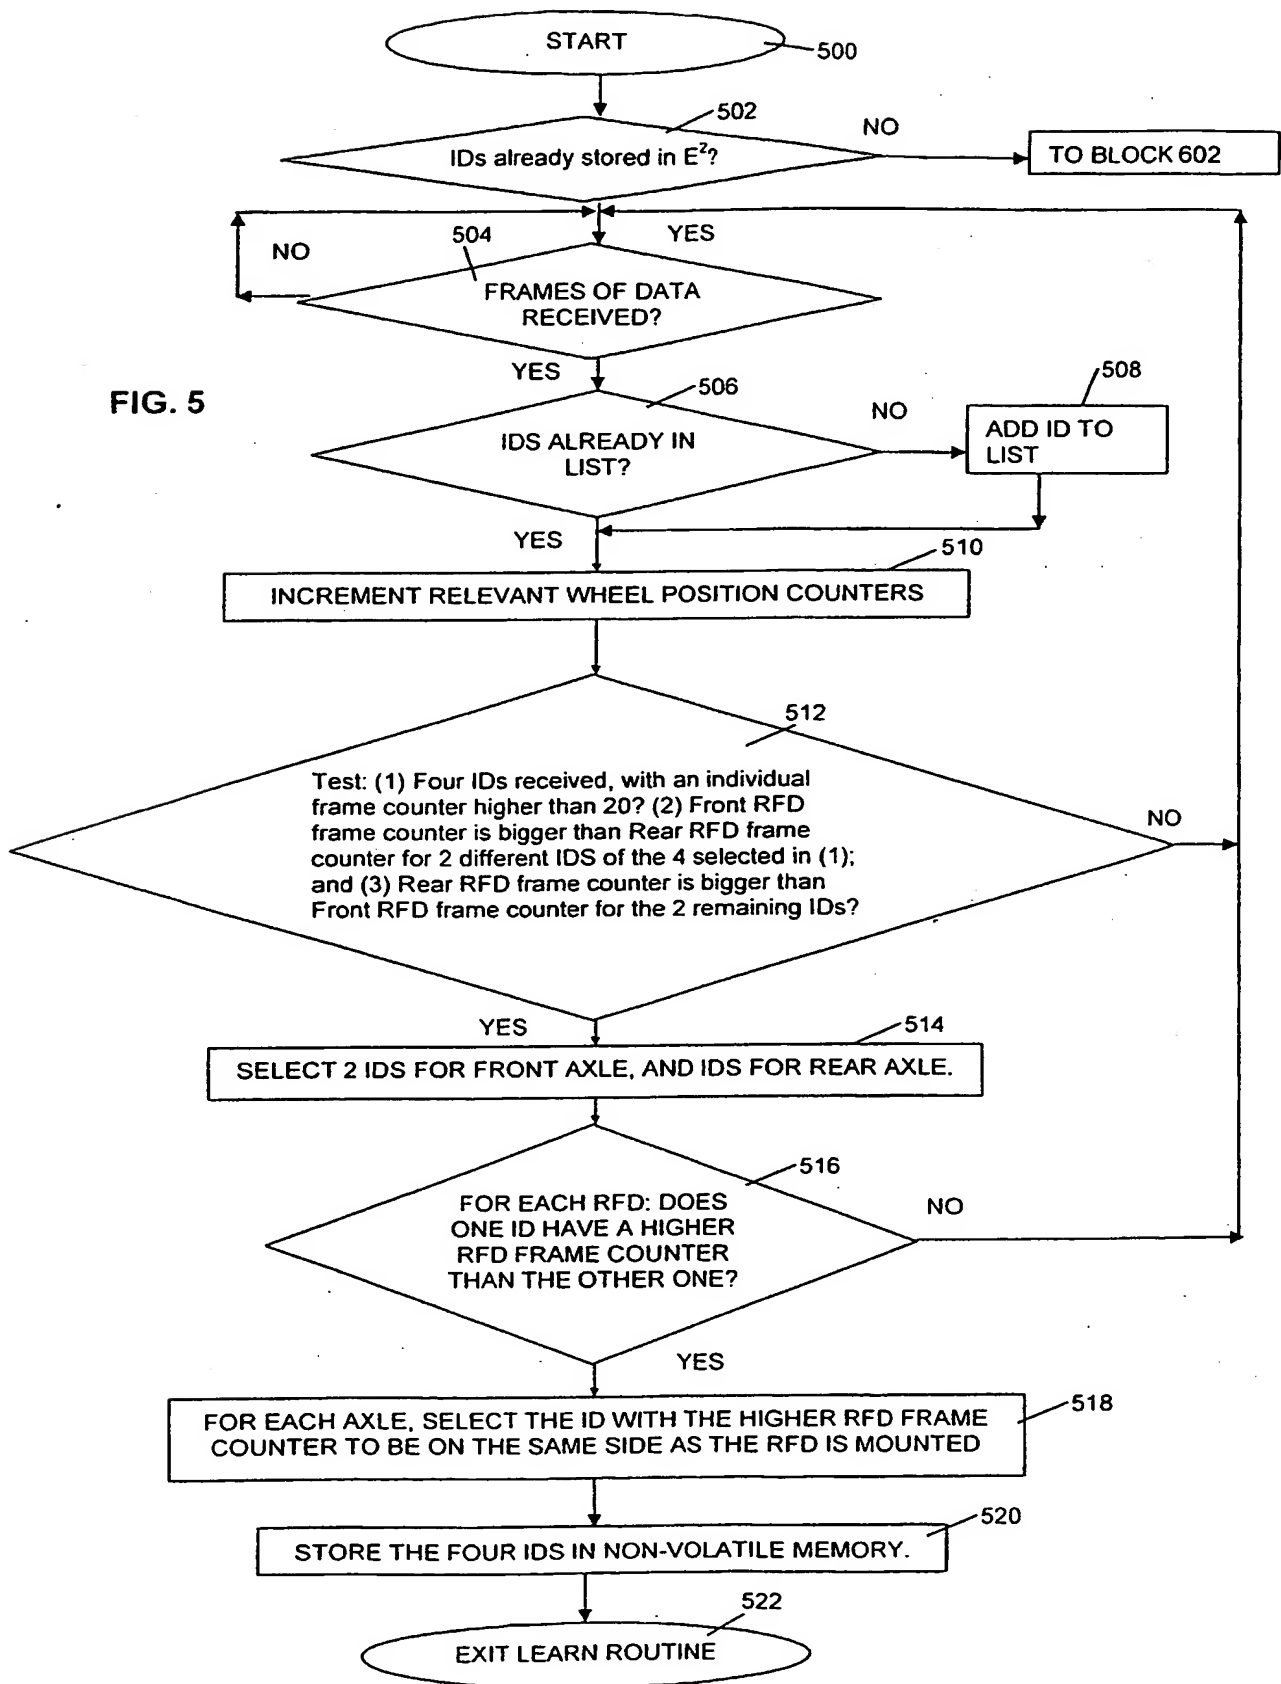 START
500
502
NO
IDs already stored in E²?
TO BLOCK 602
YES
NO
504
FRAMES OF DATA
RECEIVED?
YES
FIG. 5
506
NO
508
IDS ALREADY IN
LIST?
ADD ID TO
LIST
YES
510
INCREMENT RELEVANT WHEEL POSITION COUNTERS
512
Test: (1) Four IDs received, with an individual
frame counter higher than 20? (2) Front RFD
frame counter is bigger than Rear RFD frame
counter for 2 different IDS of the 4 selected in (1);
and (3) Rear RFD frame counter is bigger than
Front RFD frame counter for the 2 remaining IDs?
NO
YES
514
SELECT 2 IDS FOR FRONT AXLE, AND IDS FOR REAR AXLE.
516
FOR EACH RFD: DOES
ONE ID HAVE A HIGHER
RFD FRAME COUNTER
THAN THE OTHER ONE?
NO
YES
518
FOR EACH AXLE, SELECT THE ID WITH THE HIGHER RFD FRAME
COUNTER TO BE ON THE SAME SIDE AS THE RFD IS MOUNTED
520
STORE THE FOUR IDS IN NON-VOLATILE MEMORY.
522
EXIT LEARN ROUTINE